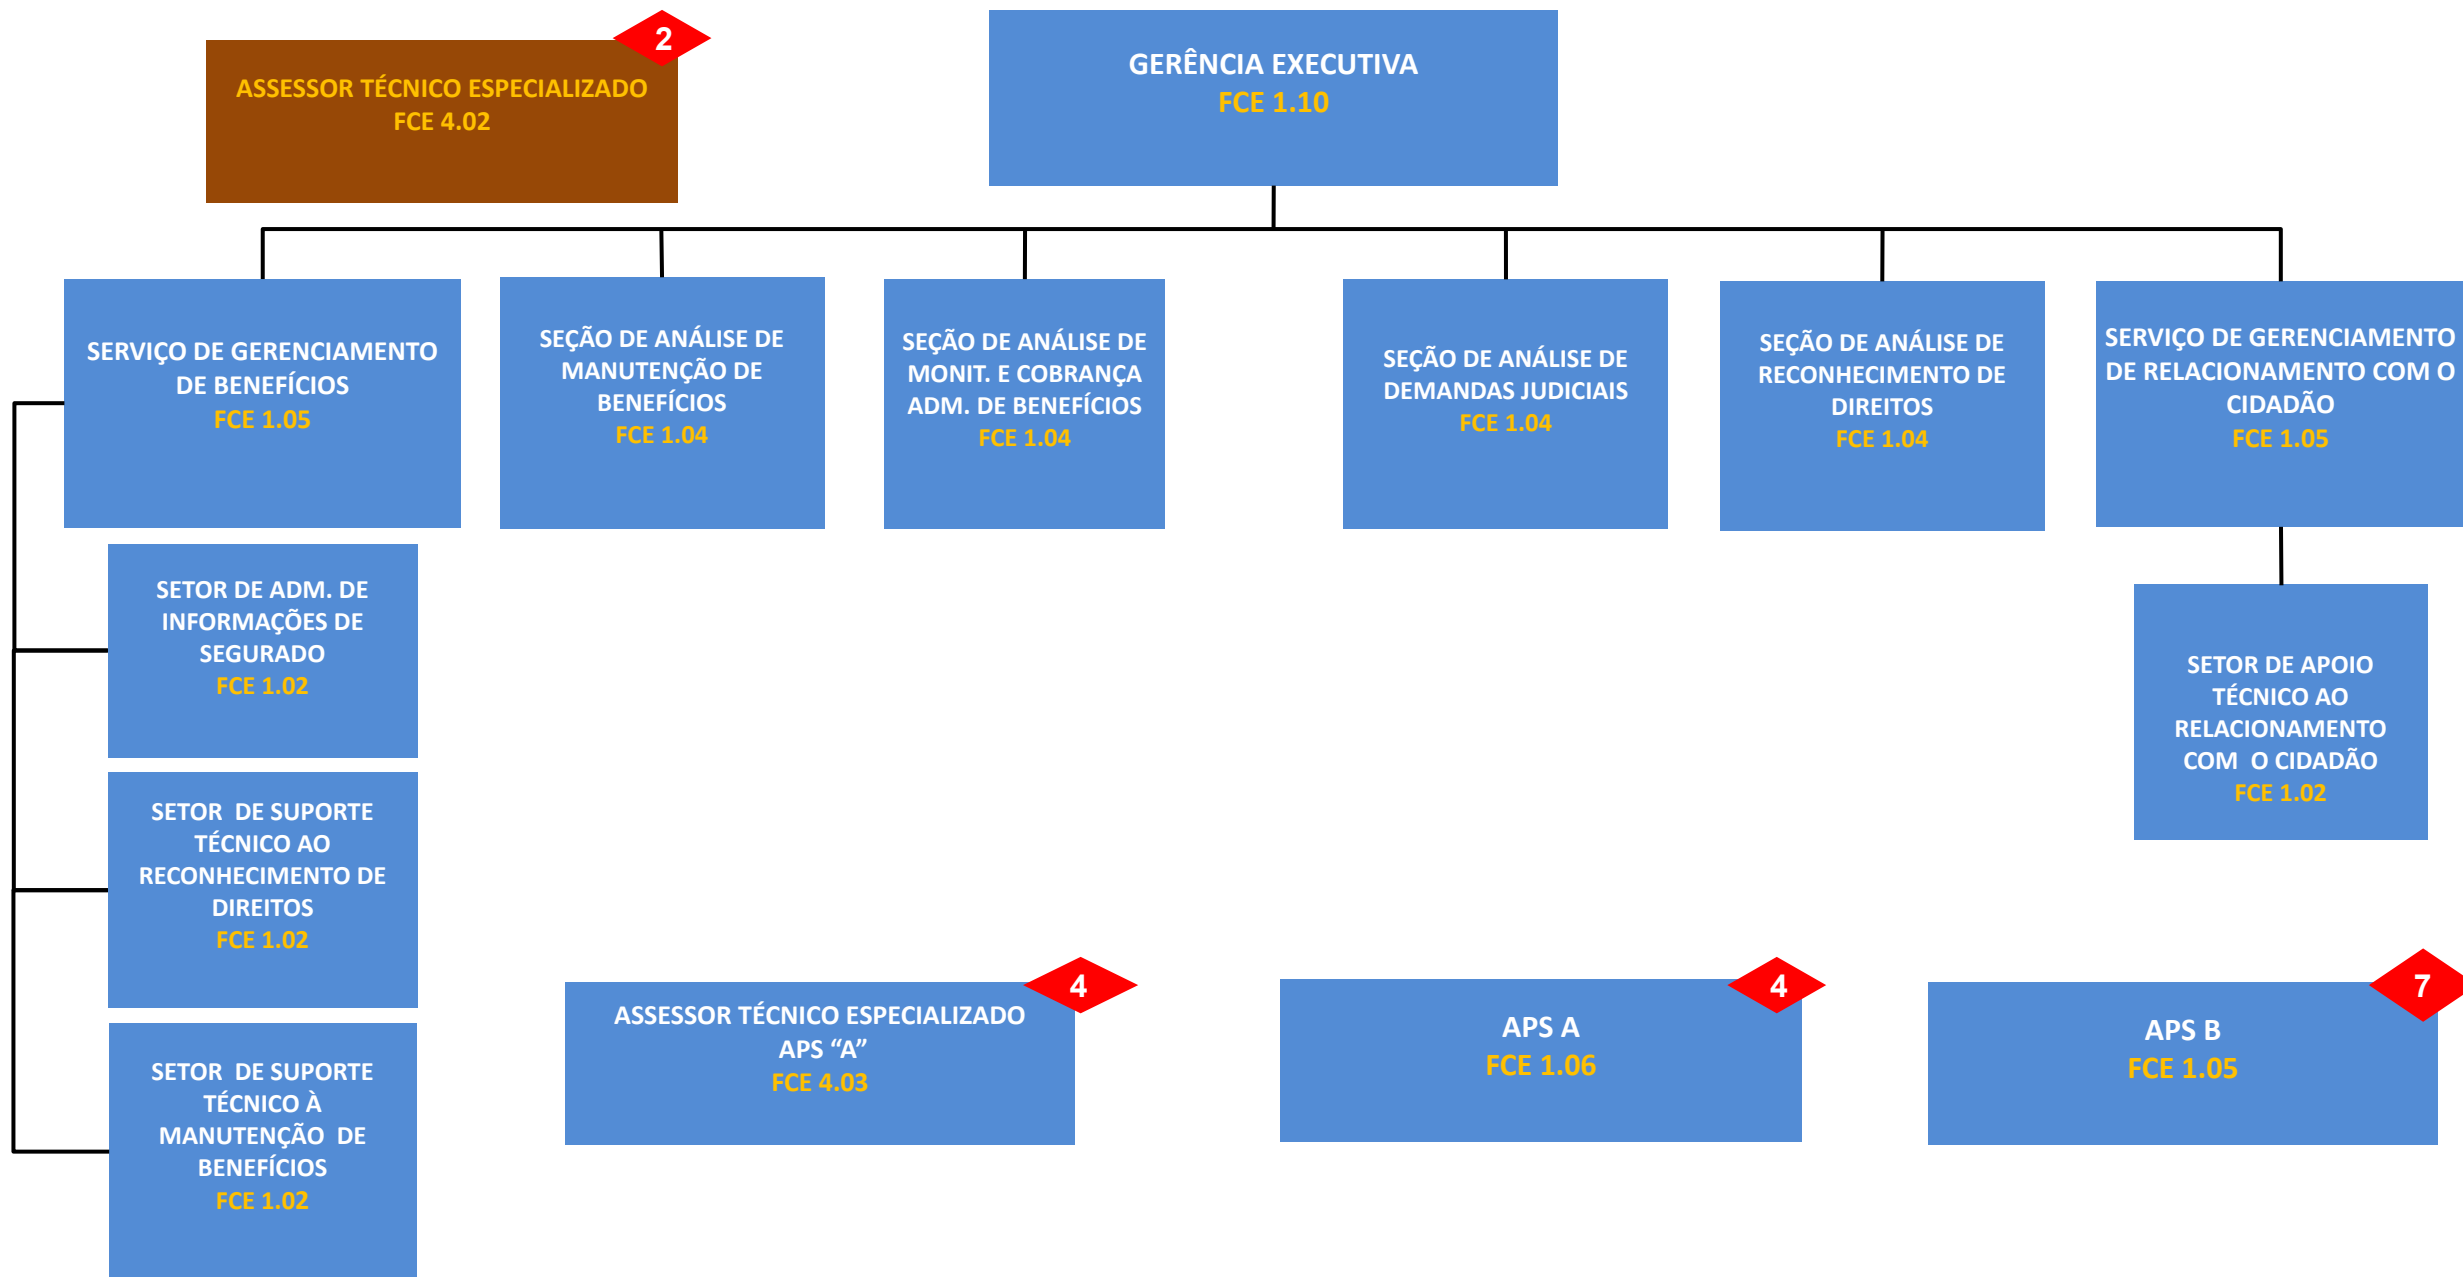 2
ASSESSOR TÉCNICO ESPECIALIZADO
FCE 4.02
GERÊNCIA EXECUTIVA
FCE 1.10
SERVIÇO DE GERENCIAMENTO
DE BENEFÍCIOS
FCE 1.05
SEÇÃO DE ANÁLISE DE
MANUTENÇÃO DE
BENEFÍCIOS
FCE 1.04
SEÇÃO DE ANÁLISE DE
MONIT. E COBRANÇA
ADM. DE BENEFÍCIOS
FCE 1.04
SEÇÃO DE ANÁLISE DE
DEMANDAS JUDICIAIS
FCE 1.04
SEÇÃO DE ANÁLISE DE
RECONHECIMENTO DE
DIREITOS
FCE 1.04
SERVIÇO DE GERENCIAMENTO
DE RELACIONAMENTO COM O
CIDADÃO
FCE 1.05
SETOR DE ADM. DE
INFORMAÇÕES DE
SEGURADO
FCE 1.02
SETOR DE APOIO
TÉCNICO AO
RELACIONAMENTO
COM O CIDADÃO
FCE 1.02
SETOR DE SUPORTE
TÉCNICO AO
RECONHECIMENTO DE
DIREITOS
FCE 1.02
SETOR DE SUPORTE
TÉCNICO À
MANUTENÇÃO DE
BENEFÍCIOS
FCE 1.02
4
ASSESSOR TÉCNICO ESPECIALIZADO
APS “A”
FCE 4.03
4
APS A
FCE 1.06
7
APS B
FCE 1.05